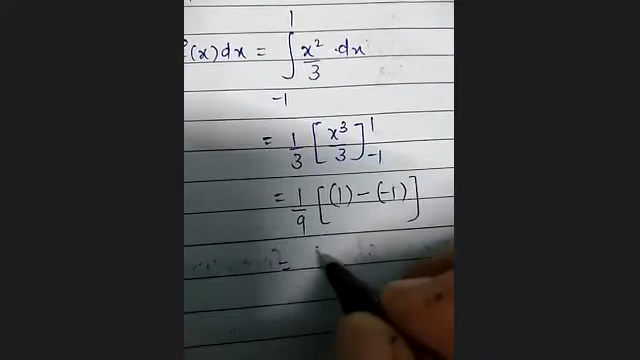 (x)dx = ∫_{-1}^{1} x²/3 · dx
= 1/3 [x³/3]_{-1}^{1}
= 1/9 [(1) - (-1)]
=